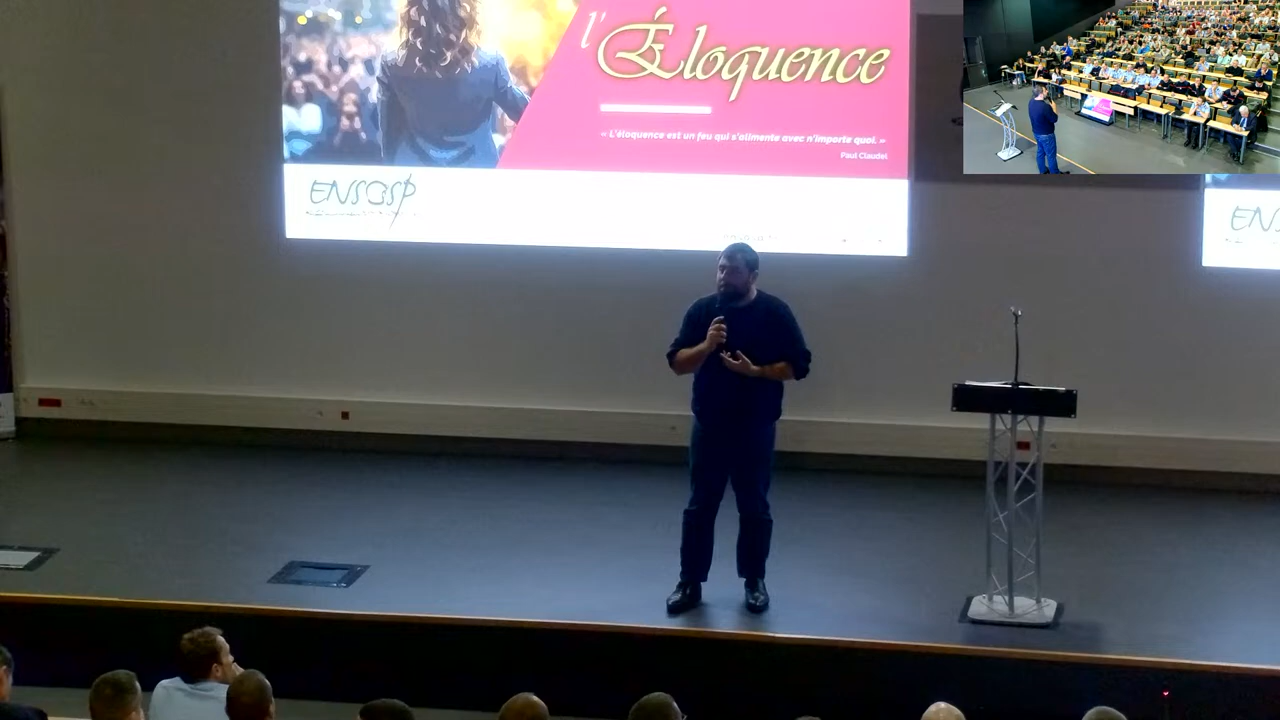 l'Éloquence
« L'éloquence est un feu qui s'alimente avec n'importe quoi. »
Paul Claudel
ENSOSP
ENS